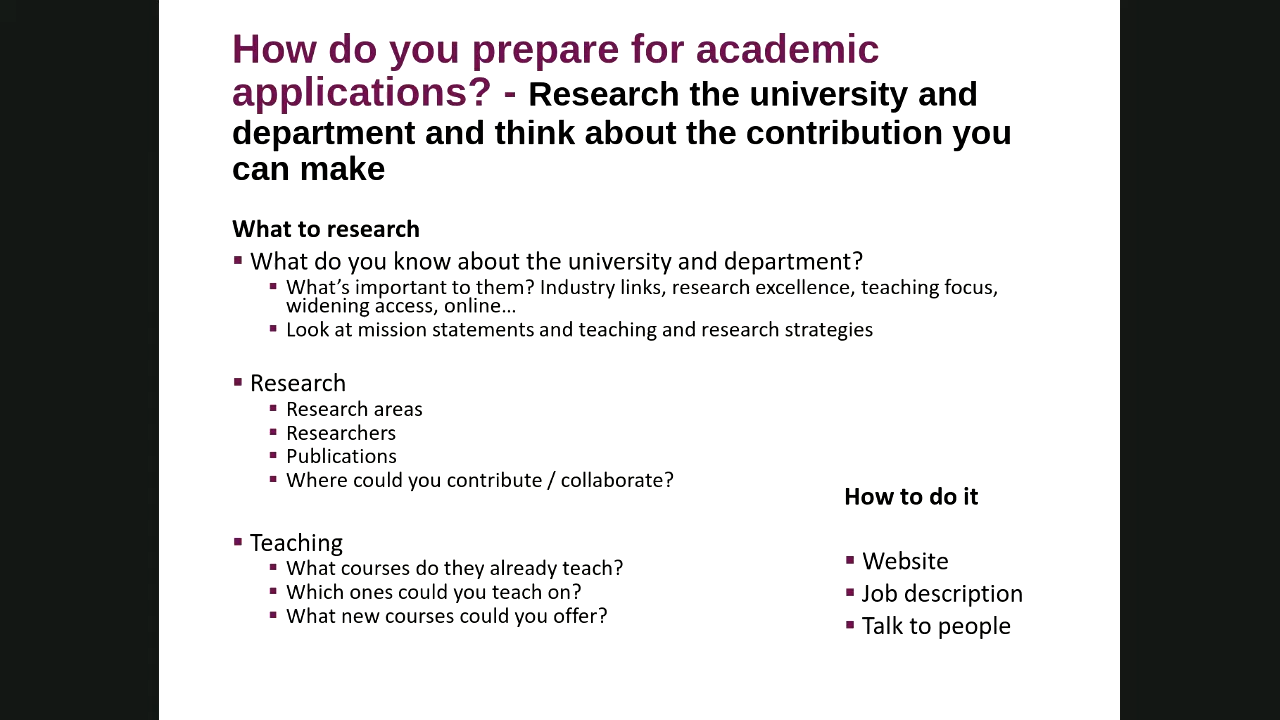 How do you prepare for academic
applications? - Research the university and
department and think about the contribution you
can make
What to research
What do you know about the university and department?
What's important to them? Industry links, research excellence, teaching focus,
widening access, online...
Look at mission statements and teaching and research strategies
Research
Research areas
Researchers
Publications
Where could you contribute / collaborate?
Teaching
What courses do they already teach?
Which ones could you teach on?
What new courses could you offer?
How to do it
Website
Job description
Talk to people